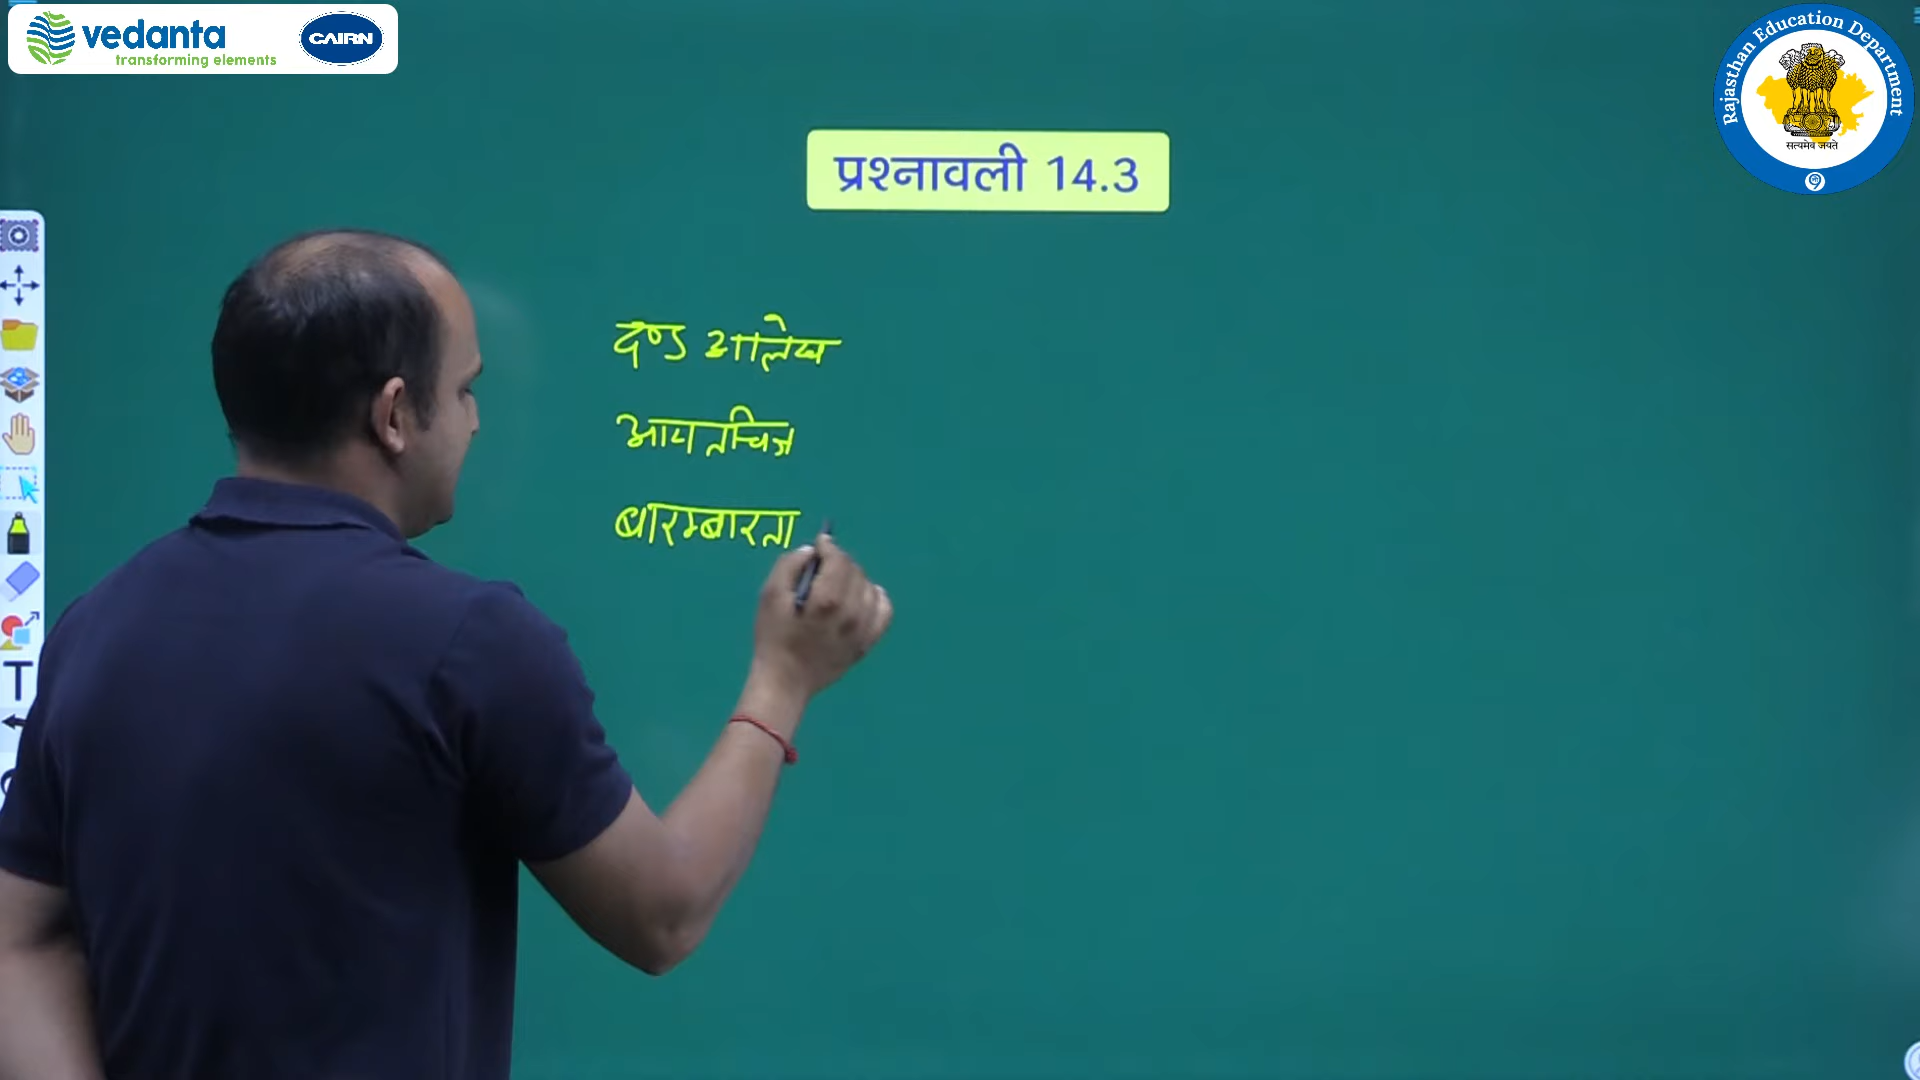 vedanta
transforming elements
CAIRN
Rajasthan Education Department
सत्यमेव जयते
प्रश्नावली 14.3
दण्ड आलेख
आयतचित्र
बारम्बारता
T